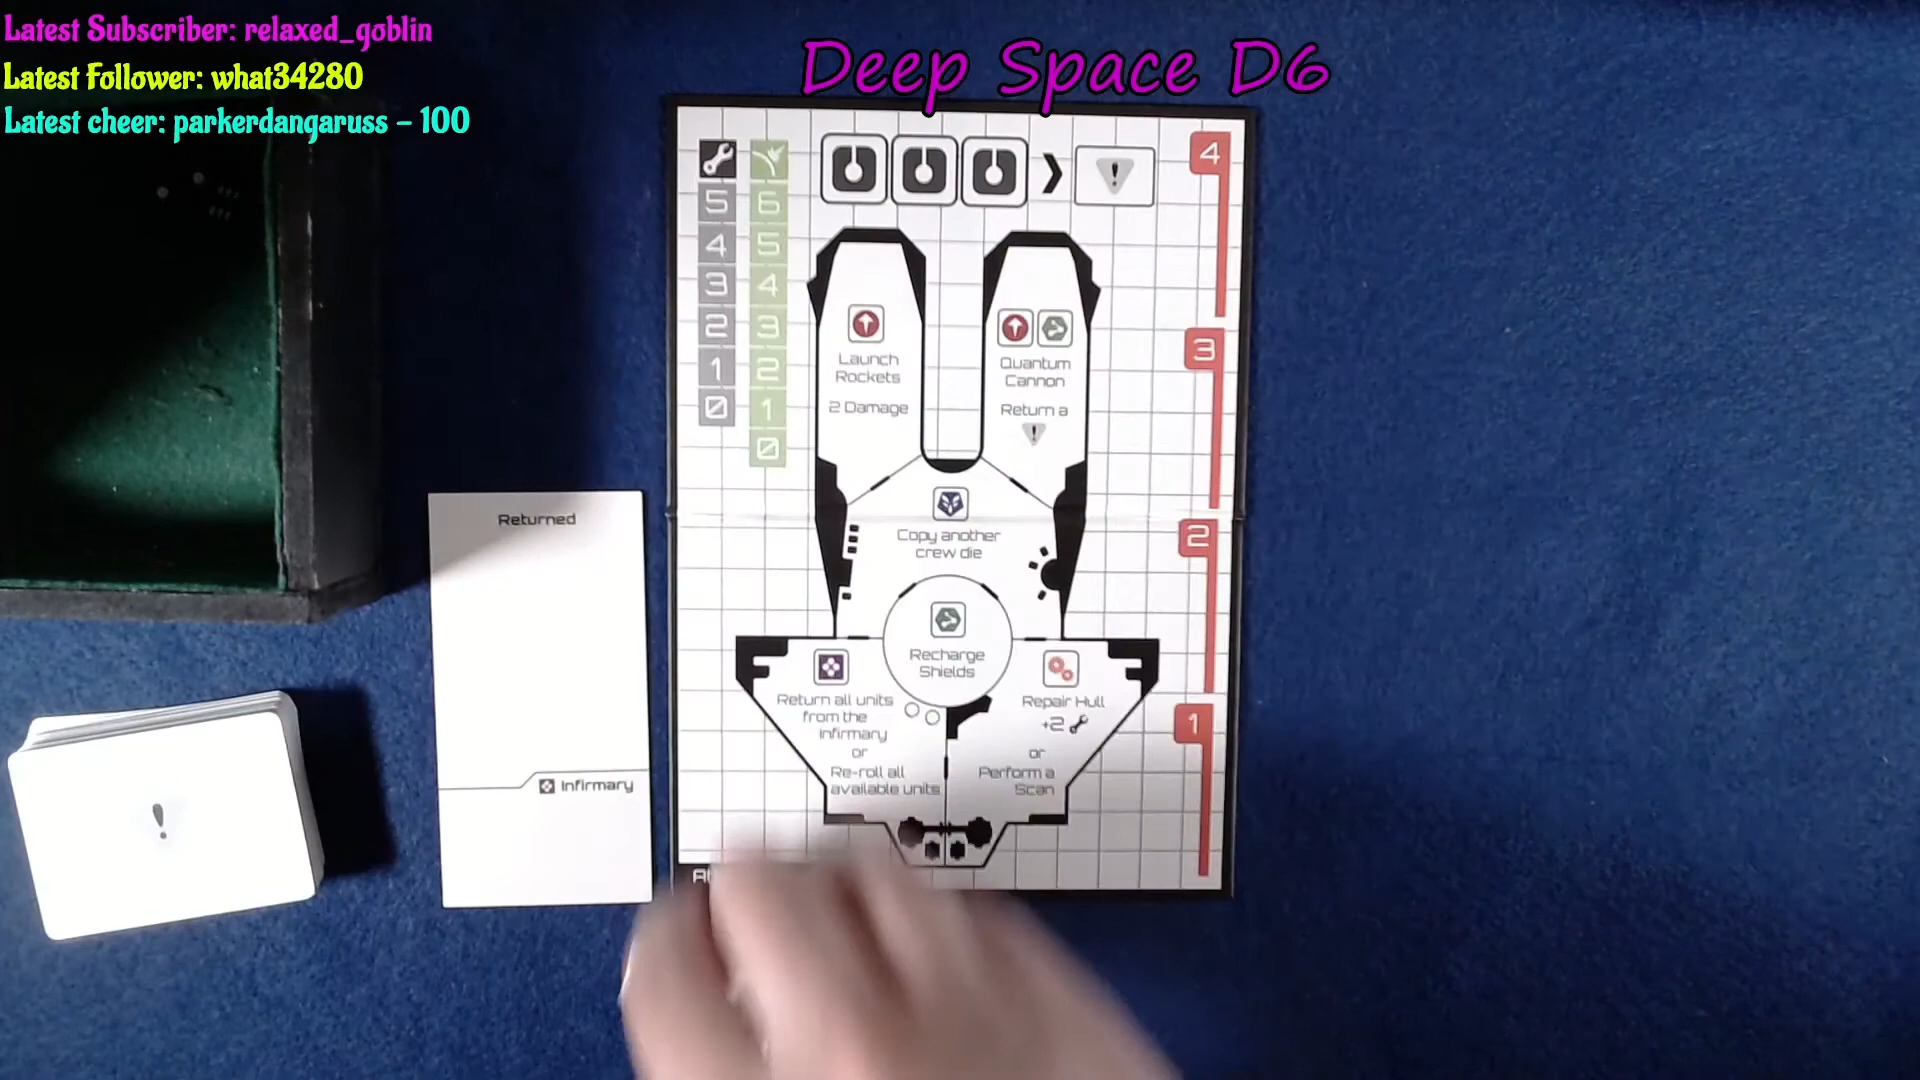 Latest Subscriber: relaxed_goblin
Latest Follower: what34280
Latest cheer: parkerdangaruss - 100
Deep Space D6
5
4
3
2
1
0
6
5
4
3
2
1
0
!
4
3
2
1
Launch
Rockets
2 Damage
Quantum
Cannon
Return a
!
Copy another
crew die
Recharge
Shields
Return all units
from the
infirmary
or
Re-roll all
available units
Repair Hull
+2
or
Perform a
Scan
Returned
Infirmary
!